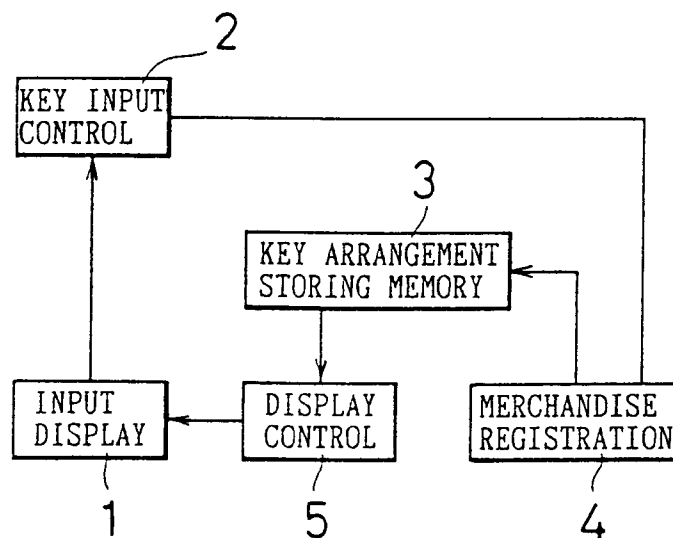 2
KEY INPUT
CONTROL
3
KEY ARRANGEMENT
STORING MEMORY
INPUT
DISPLAY
DISPLAY
CONTROL
MERCHANDISE
REGISTRATION
1
5
4